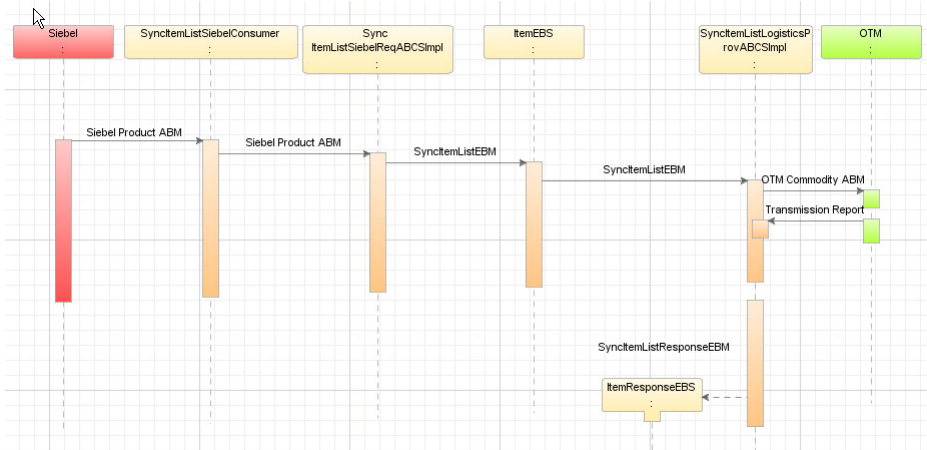 Siebel
:
SyncItemListSiebelConsumer
:
Sync
ItemListSiebelReqABCSImpl
:
ItemEBS
:
SyncItemListLogisticsP
rovABCSImpl
:
OTM
:
Siebel Product ABM
Siebel Product ABM
SyncItemListEBM
SyncItemListEBM
OTM Commodity ABM
Transmission Report
SyncItemListResponseEBM
ItemResponseEBS
: